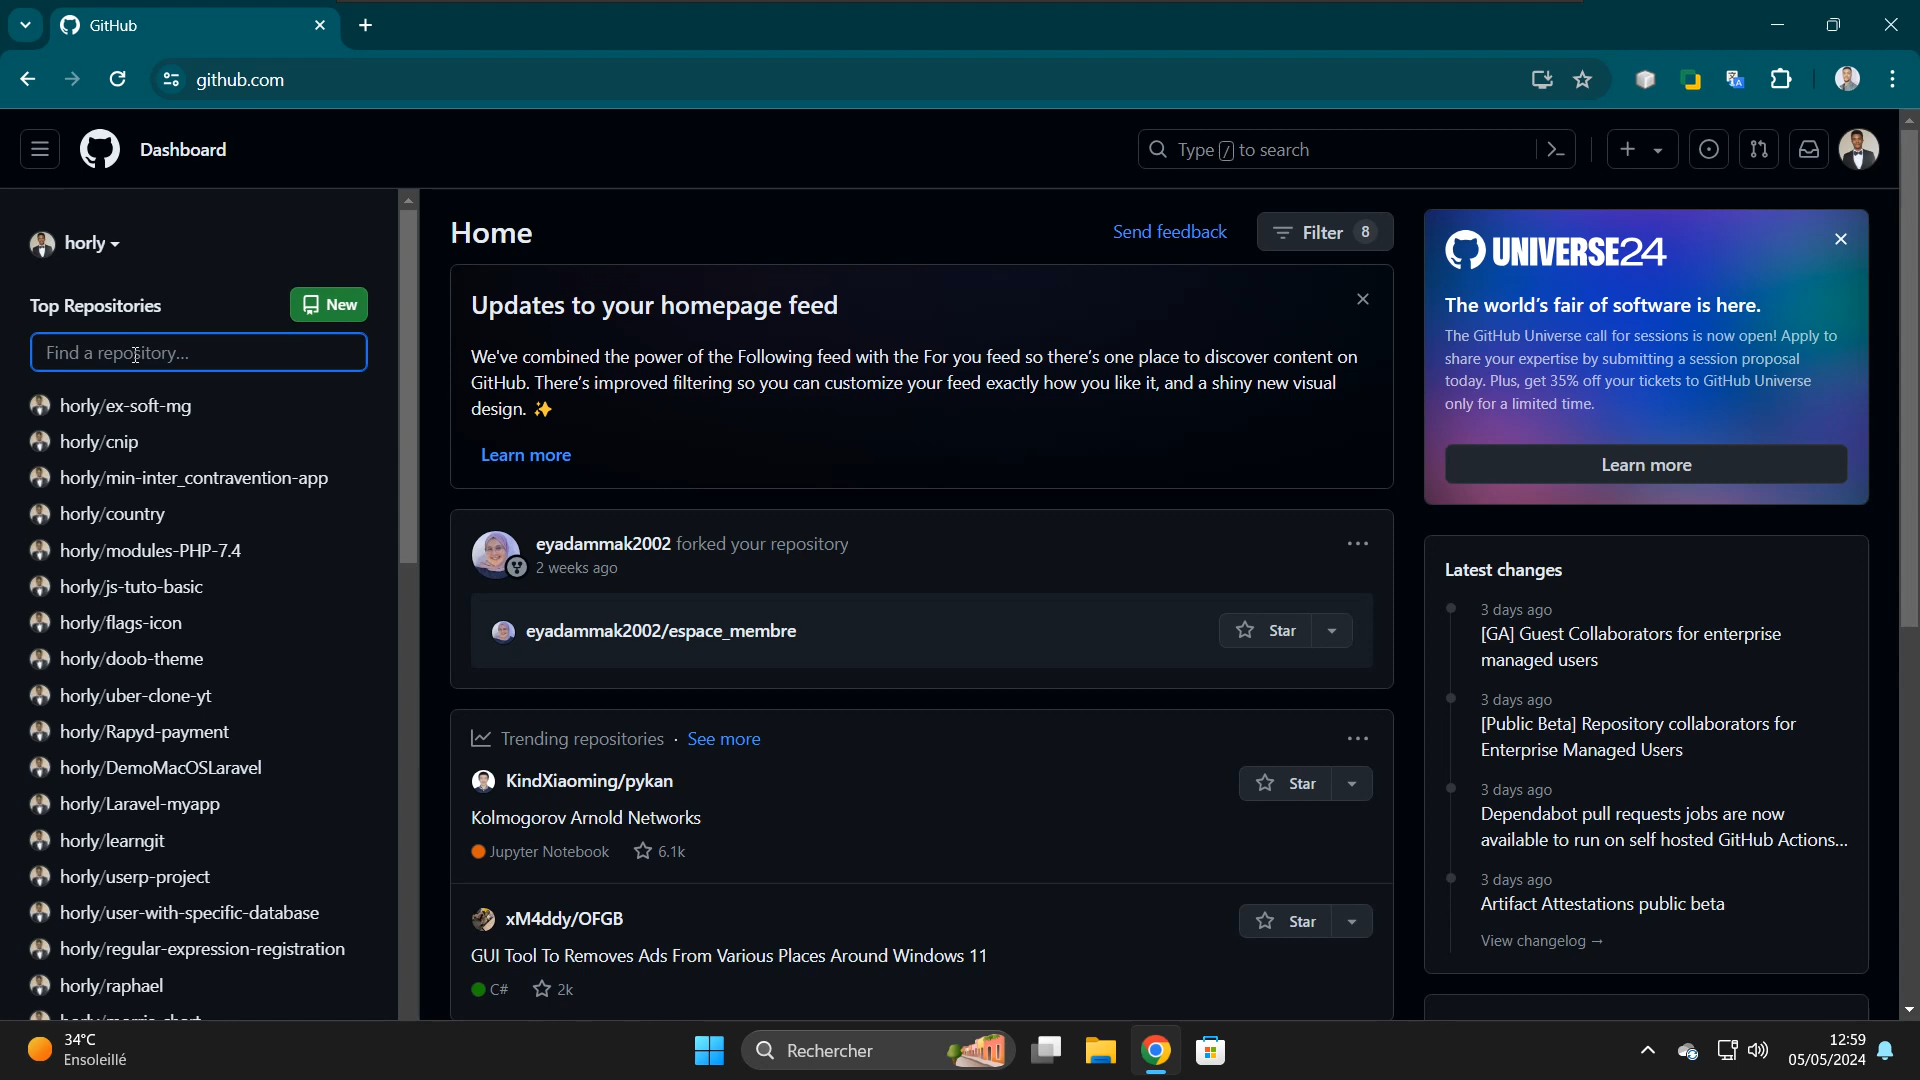 GitHub
github.com
Dashboard
Type / to search
horly
Top Repositories
New
Find a repository...
horly/ex-soft-mg
horly/cnip
horly/min-inter_contravention-app
horly/country
horly/modules-PHP-7.4
horly/js-tuto-basic
horly/flags-icon
horly/doob-theme
horly/uber-clone-yt
horly/Rapyd-payment
horly/DemoMacOSLaravel
horly/Laravel-myapp
horly/learngit
horly/userp-project
horly/user-with-specific-database
horly/regular-expression-registration
horly/raphael
Home
Send feedback
Filter 8
Updates to your homepage feed
We've combined the power of the Following feed with the For you feed so there's one place to discover content on
GitHub. There's improved filtering so you can customize your feed exactly how you like it, and a shiny new visual
design. ✨
Learn more
eyadammak2002 forked your repository
2 weeks ago
eyadammak2002/espace_membre
Star
Trending repositories · See more
KindXiaoming/pykan
Star
Kolmogorov Arnold Networks
Jupyter Notebook 6.1k
xM4ddy/OFGB
Star
GUI Tool To Removes Ads From Various Places Around Windows 11
C# 2k
UNIVERSE24
The world's fair of software is here.
The GitHub Universe call for sessions is now open! Apply to
share your expertise by submitting a session proposal
today. Plus, get 35% off your tickets to GitHub Universe
only for a limited time.
Learn more
Latest changes
3 days ago
[GA] Guest Collaborators for enterprise
managed users
3 days ago
[Public Beta] Repository collaborators for
Enterprise Managed Users
3 days ago
Dependabot pull requests jobs are now
available to run on self hosted GitHub Actions...
3 days ago
Artifact Attestations public beta
View changelog →
34°C
Ensoleillé
Rechercher
12:59
05/05/2024